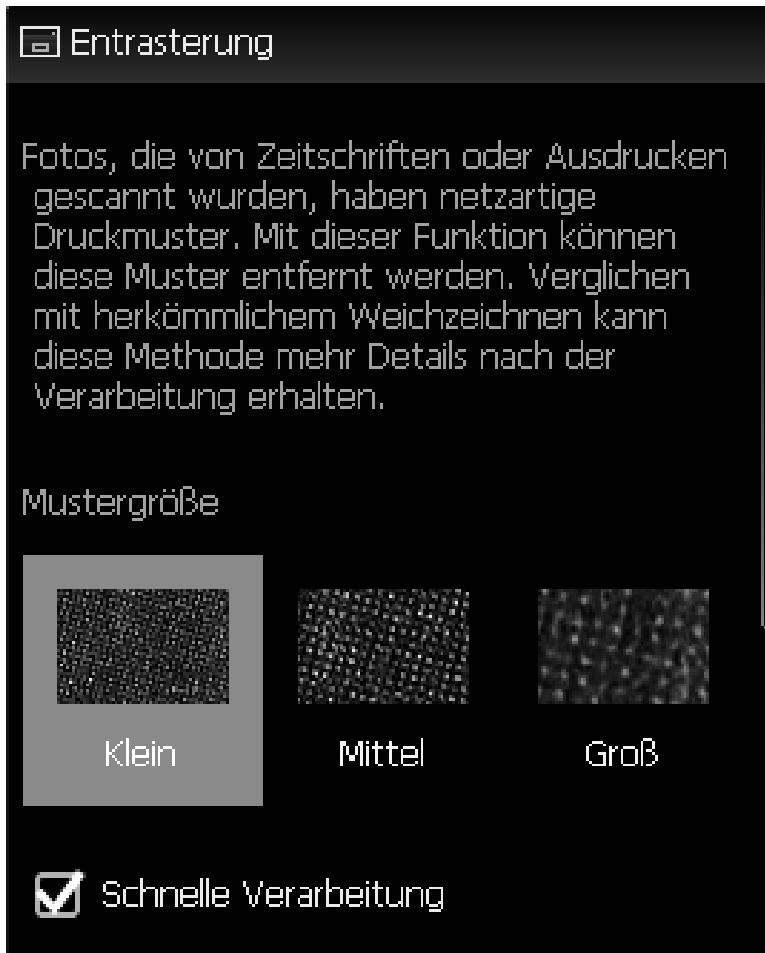 Entrasterung
Fotos, die von Zeitschriften oder Ausdrucken
gescannt wurden, haben netzartige
Druckmuster. Mit dieser Funktion können
diese Muster entfernt werden. Verglichen
mit herkömmlichem Weichzeichnen kann
diese Methode mehr Details nach der
Verarbeitung erhalten.
Mustergröße
Klein Mittel Groß
Schnelle Verarbeitung